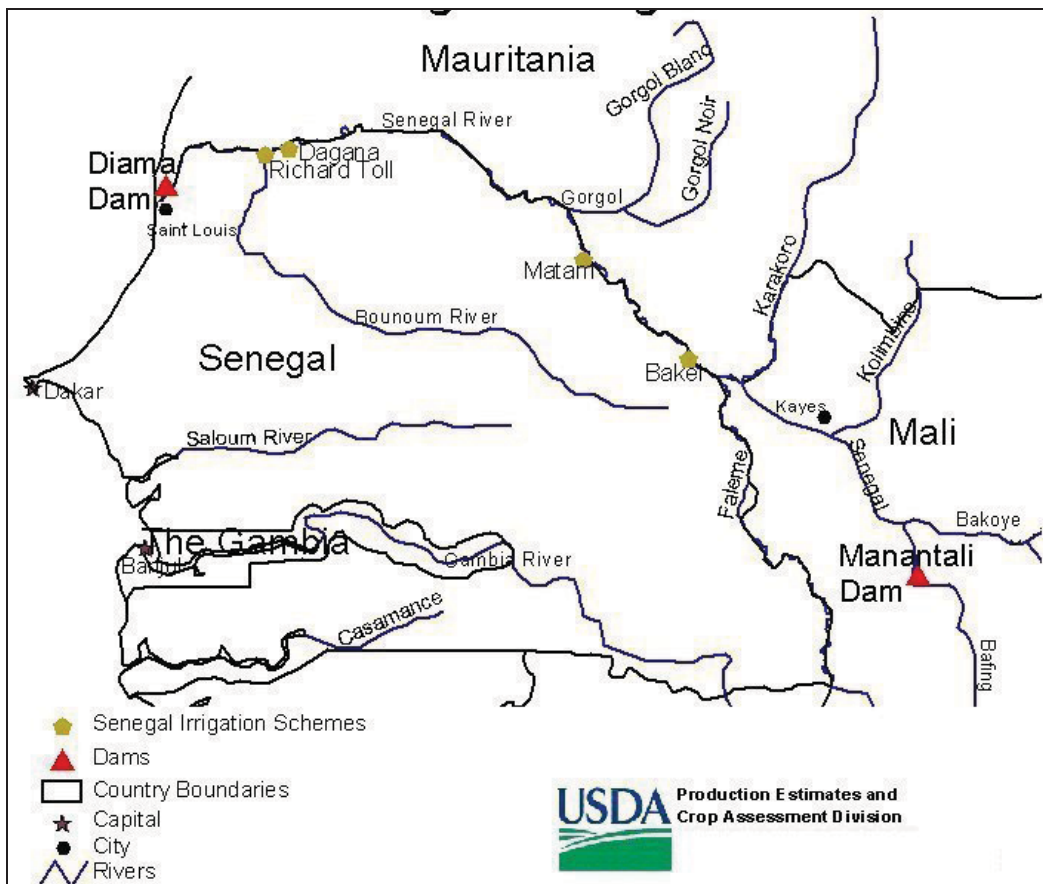 Mauritania
Gorgol Blanc
Gorgol Noir
Senegal River
Diama
Dam
Dagana
Richard Toll
Saint Louis
Gorgol
Matam
Karakoro
Kolimbine
Bounoum River
Senegal
Bakel
Dakar
Kayes
Mali
Saloum River
Senegal
Faleme
Bakoye
The Gambia
Banjul
Gambia River
Manantali
Dam
Casamance
Bafing
Senegal Irrigation Schemes
Dams
Country Boundaries
Capital
City
Rivers
USDA
Production Estimates and
Crop Assessment Division